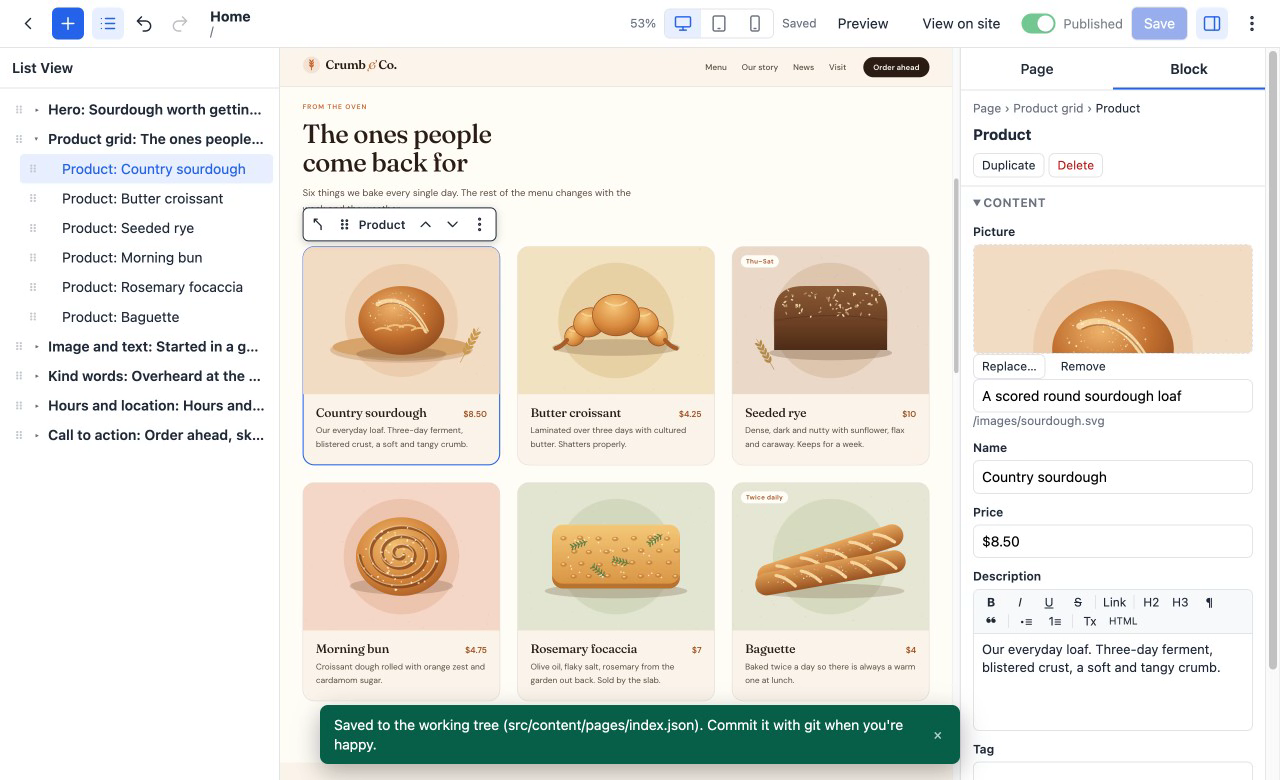 Home
/
53%
Saved
Preview
View on site
Published
Save
List View
Hero: Sourdough worth gettin...
Product grid: The ones people...
Product: Country sourdough
Product: Butter croissant
Product: Seeded rye
Product: Morning bun
Product: Rosemary focaccia
Product: Baguette
Image and text: Started in a g...
Kind words: Overheard at the ...
Hours and location: Hours and...
Call to action: Order ahead, sk...
Crumb & Co.
Menu
Our story
News
Visit
Order ahead
FROM THE OVEN
The ones people
come back for
Six things we bake every single day. The rest of the menu changes with the
Product
Thu–Sat
Country sourdough
$8.50
Our everyday loaf. Three-day ferment,
blistered crust, a soft and tangy crumb.
Butter croissant
$4.25
Laminated over three days with cultured
butter. Shatters properly.
Seeded rye
$10
Dense, dark and nutty with sunflower, flax
and caraway. Keeps for a week.
Twice daily
Morning bun
$4.75
Croissant dough rolled with orange zest and
cardamom sugar.
Rosemary focaccia
$7
Olive oil, flaky salt, rosemary from the
garden out back. Sold by the slab.
Baguette
$4
Baked twice a day so there is always a warm
one at lunch.
Saved to the working tree (src/content/pages/index.json). Commit it with git when you're
happy.
×
Page
Block
Page › Product grid › Product
Product
Duplicate
Delete
CONTENT
Picture
Replace...
Remove
A scored round sourdough loaf
/images/sourdough.svg
Name
Country sourdough
Price
$8.50
Description
B I U S Link H2 H3 ¶
❝ •≡ 1≡ Tx HTML
Our everyday loaf. Three-day ferment,
blistered crust, a soft and tangy crumb.
Tag